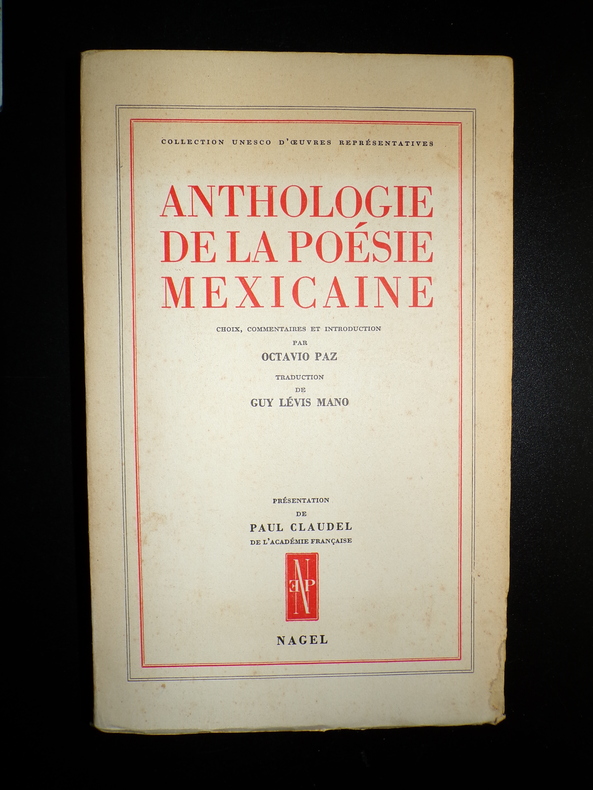 COLLECTION UNESCO D'ŒUVRES REPRÉSENTATIVES
ANTHOLOGIE
DE LA POÉSIE
MEXICAINE
CHOIX, COMMENTAIRES ET INTRODUCTION
PAR
OCTAVIO PAZ
TRADUCTION
DE
GUY LÉVIS MANO
PRÉSENTATION
DE
PAUL CLAUDEL
DE L'ACADÉMIE FRANÇAISE
ENP
NAGEL